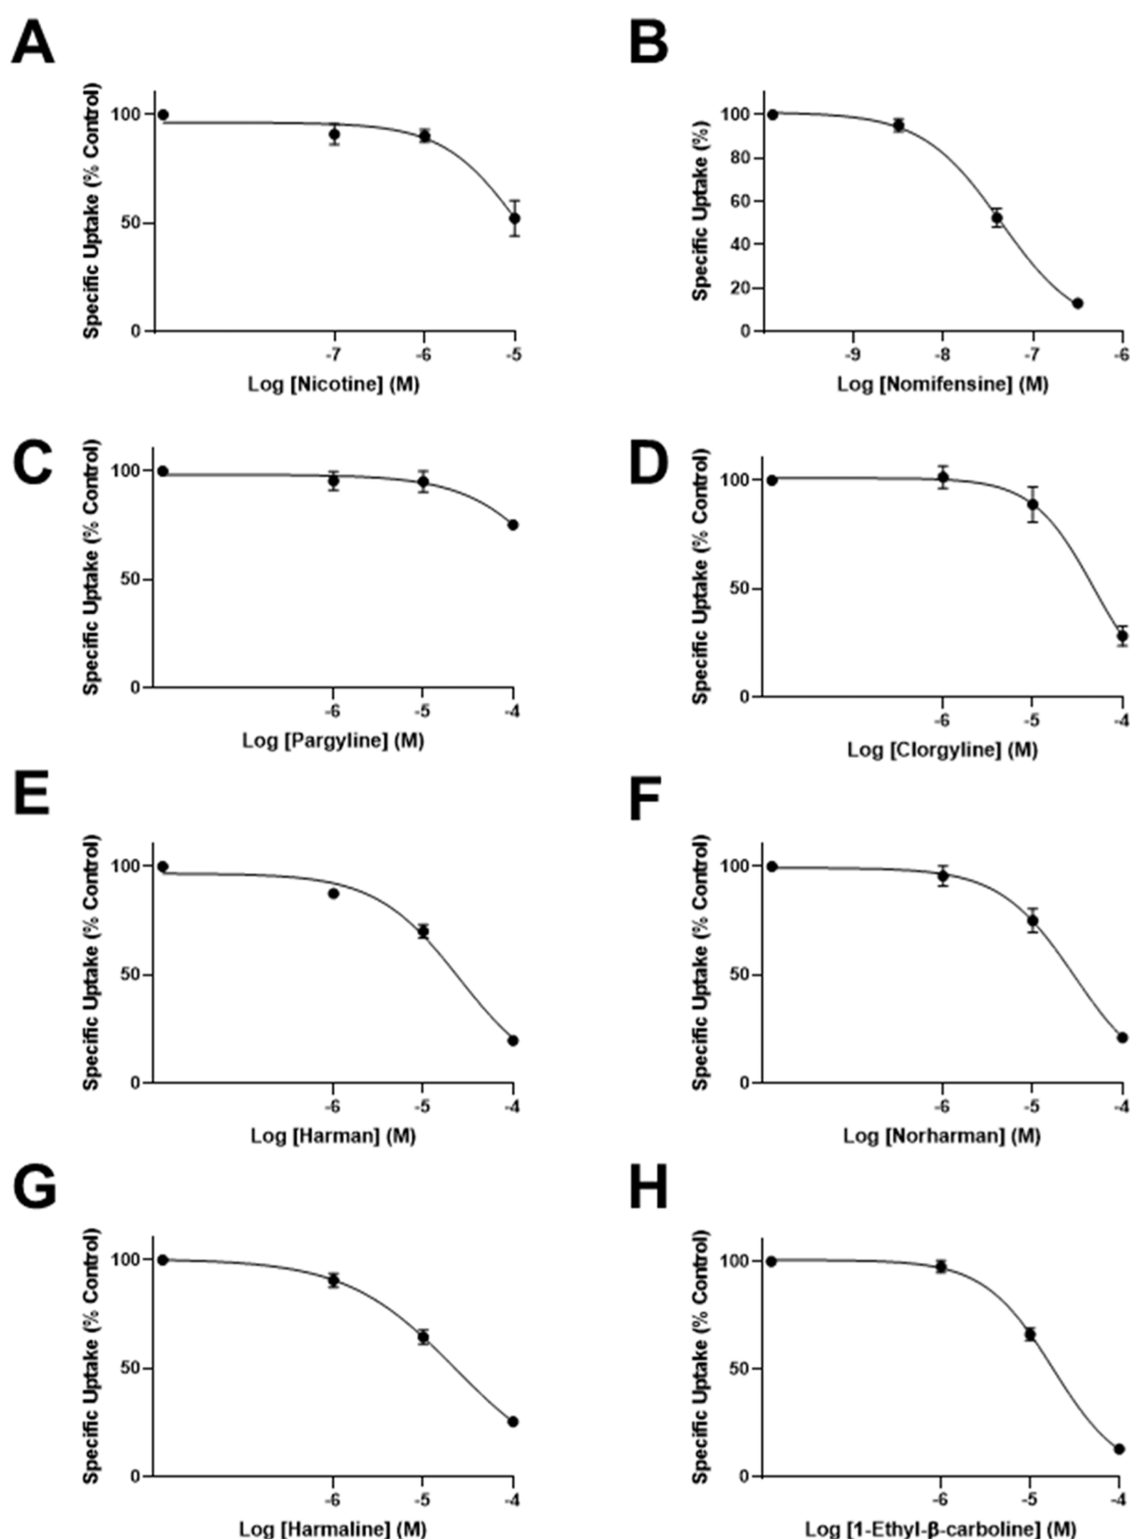 A
Specific Uptake (% Control)
100
50
0
-7 -6 -5
Log [Nicotine] (M)
B
Specific Uptake (%)
100
80
60
40
20
0
-9 -8 -7 -6
Log [Nomifensine] (M)
C
Specific Uptake (% Control)
100
50
0
-6 -5 -4
Log [Pargyline] (M)
D
Specific Uptake (% Control)
100
50
0
-6 -5 -4
Log [Clorgyline] (M)
E
Specific Uptake (% Control)
100
50
0
-6 -5 -4
Log [Harman] (M)
F
Specific Uptake (% Control)
100
50
0
-6 -5 -4
Log [Norharman] (M)
G
Specific Uptake (% Control)
100
50
0
-6 -5 -4
Log [Harmaline] (M)
H
Specific Uptake (% Control)
100
50
0
-6 -5 -4
Log [1-Ethyl-β-carboline] (M)